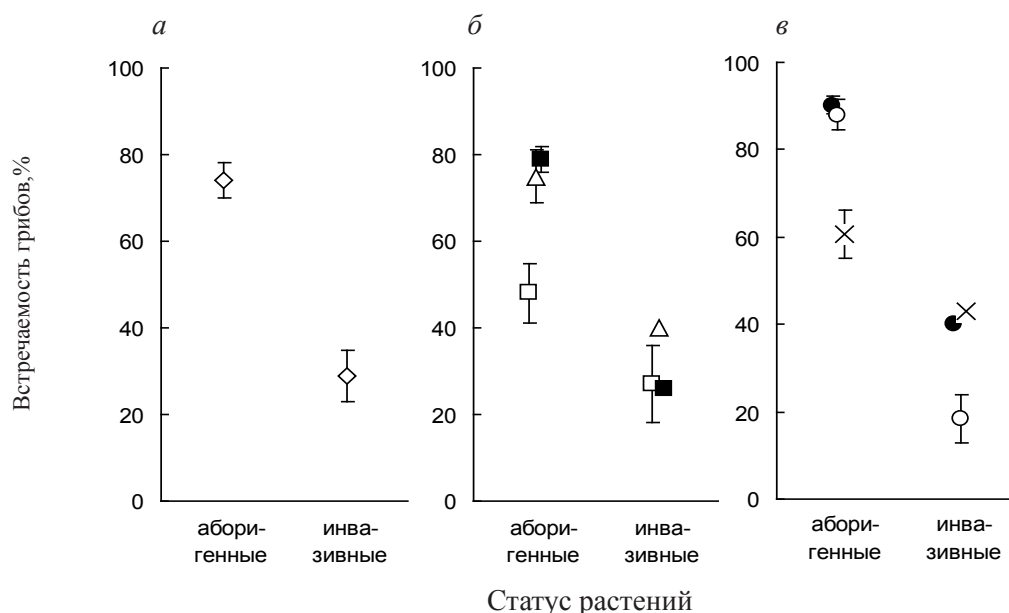 а
б
в
Встречаемость грибов,%
100
80
60
40
20
0
абори-
генные
инва-
зивные
100
80
60
40
20
0
абори-
генные
инва-
зивные
100
80
60
40
20
0
абори-
генные
инва-
зивные
Статус растений